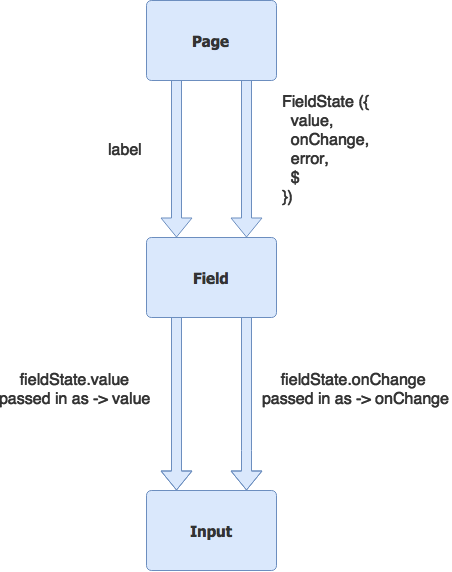 Page
label
FieldState ({
value,
onChange,
error,
$
})
Field
fieldState.value
passed in as -> value
fieldState.onChange
passed in as -> onChange
Input